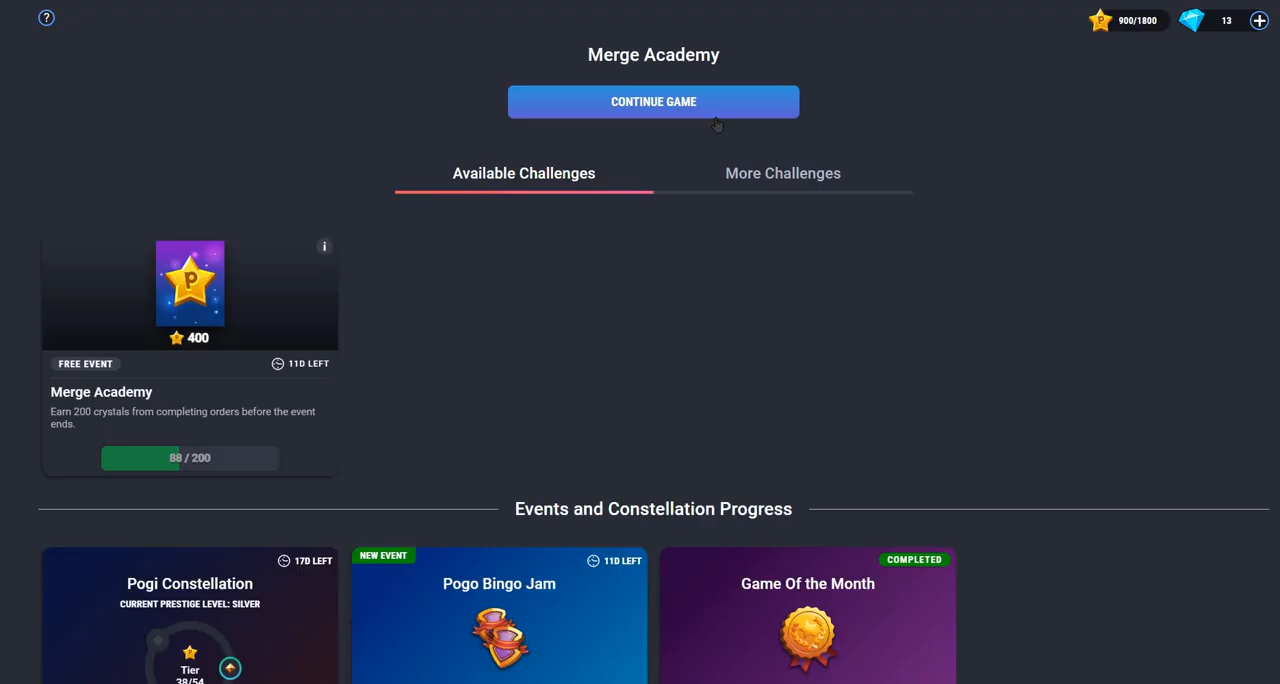 ?
P 900/1800 13 +
Merge Academy
CONTINUE GAME
Available Challenges
More Challenges
i
P
400
FREE EVENT
11D LEFT
Merge Academy
Earn 200 crystals from completing orders before the event
ends.
88 / 200
Events and Constellation Progress
17D LEFT
Pogi Constellation
CURRENT PRESTIGE LEVEL: SILVER
Tier
38/54
NEW EVENT
11D LEFT
Pogo Bingo Jam
COMPLETED
Game Of the Month